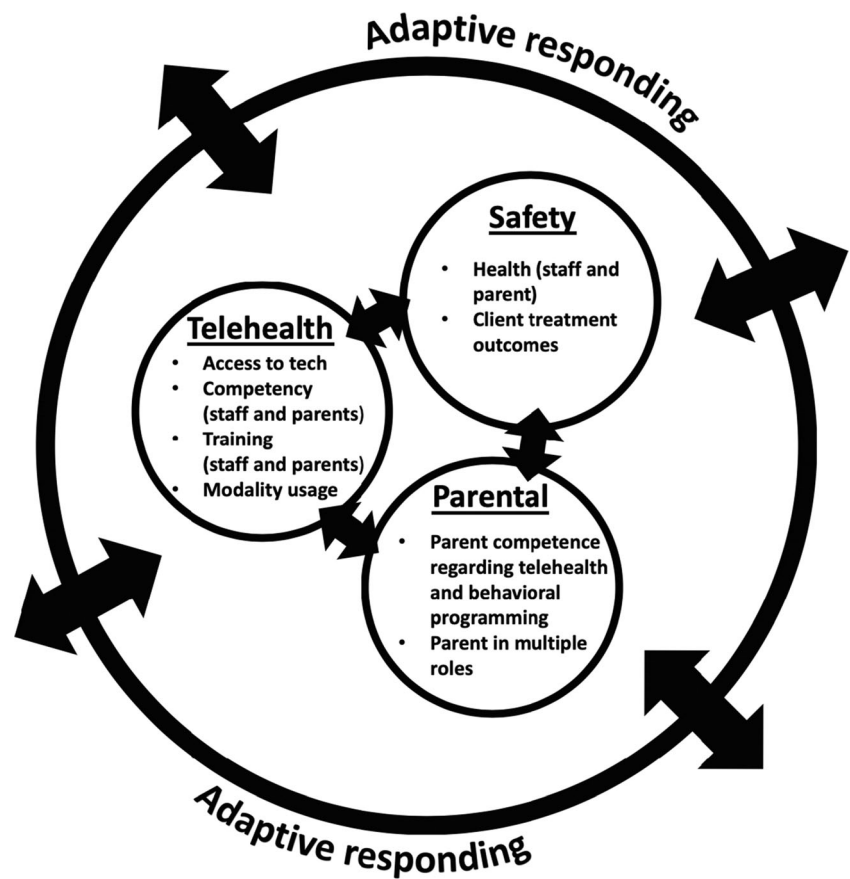 Adaptive responding
Safety
• Health (staff and
parent)
• Client treatment
outcomes
Telehealth
• Access to tech
• Competency
(staff and parents)
• Training
(staff and parents)
• Modality usage
Parental
• Parent competence
regarding telehealth
and behavioral
programming
• Parent in multiple
roles
Adaptive responding